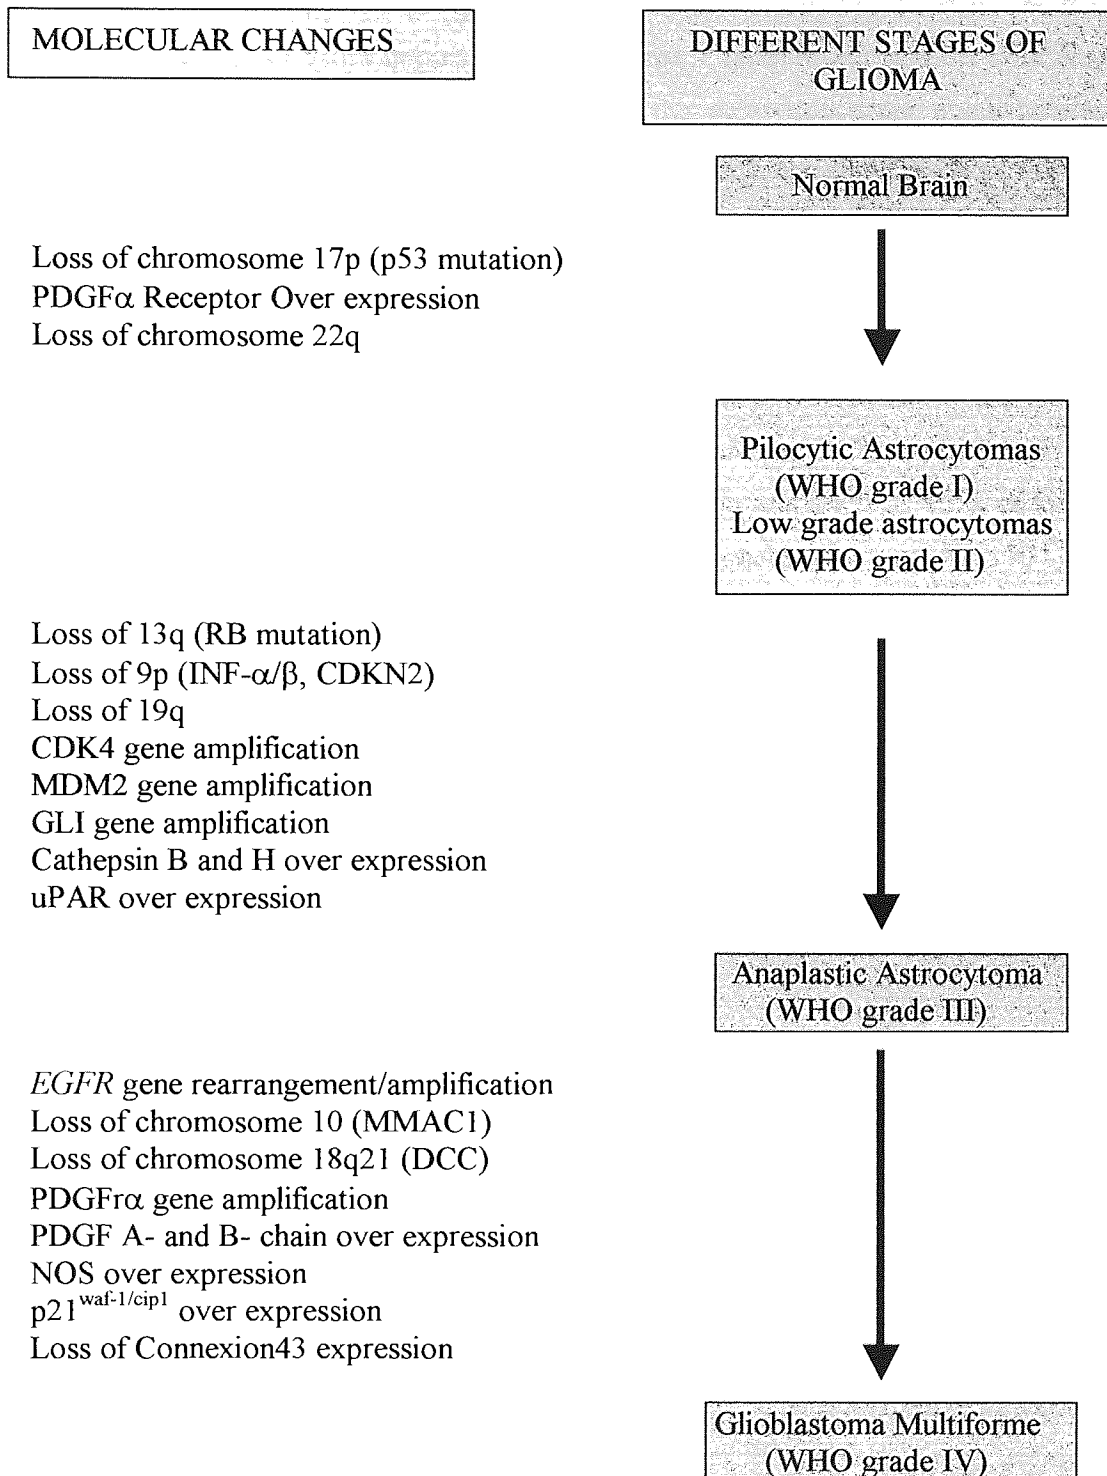 MOLECULAR CHANGES
DIFFERENT STAGES OF
GLIOMA
Normal Brain
Loss of chromosome 17p (p53 mutation)
PDGFα Receptor Over expression
Loss of chromosome 22q
Pilocytic Astrocytomas
(WHO grade I)
Low grade astrocytomas
(WHO grade II)
Loss of 13q (RB mutation)
Loss of 9p (INF-α/β, CDKN2)
Loss of 19q
CDK4 gene amplification
MDM2 gene amplification
GLI gene amplification
Cathepsin B and H over expression
uPAR over expression
Anaplastic Astrocytoma
(WHO grade III)
EGFR gene rearrangement/amplification
Loss of chromosome 10 (MMAC1)
Loss of chromosome 18q21 (DCC)
PDGFrα gene amplification
PDGF A- and B- chain over expression
NOS over expression
p21waf-1/cip1 over expression
Loss of Connexion43 expression
Glioblastoma Multiforme
(WHO grade IV)